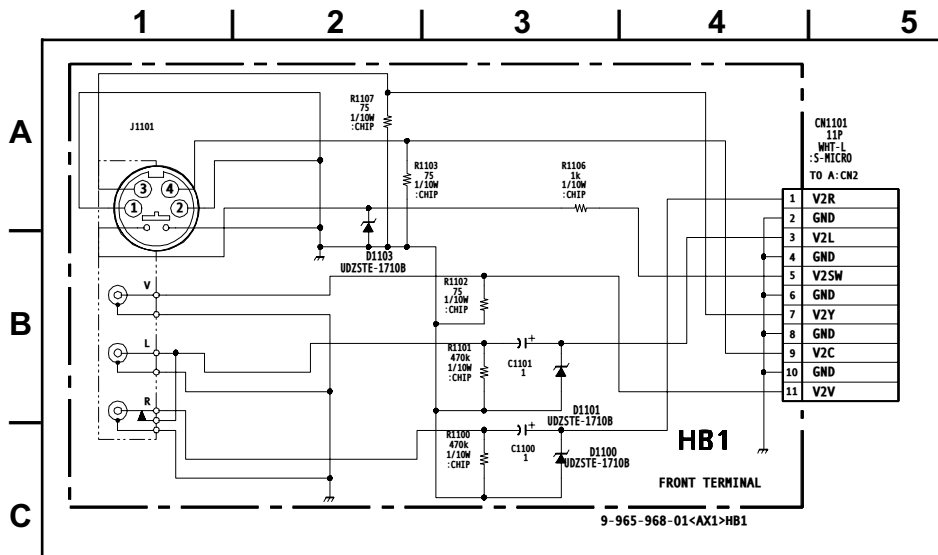 1 2 3 4 5
A
B
C
J1101
3 4
1 2
R1107
75
1/10W
:CHIP
R1103
75
1/10W
:CHIP
R1106
1k
1/10W
:CHIP
CN1101
11P
WHT-L
:S-MICRO
TO A:CN2
1 V2R
2 GND
3 V2L
4 GND
5 V2SW
6 GND
7 V2Y
8 GND
9 V2C
10 GND
11 V2V
D1103
UDZSTE-1710B
V
L
R
R1102
75
1/10W
:CHIP
R1101
470k
1/10W
:CHIP
+
C1101
1
D1101
UDZSTE-1710B
R1100
470k
1/10W
:CHIP
+
C1100
1
D1100
UDZSTE-1710B
HB1
FRONT TERMINAL
9-965-968-01<AX1>HB1